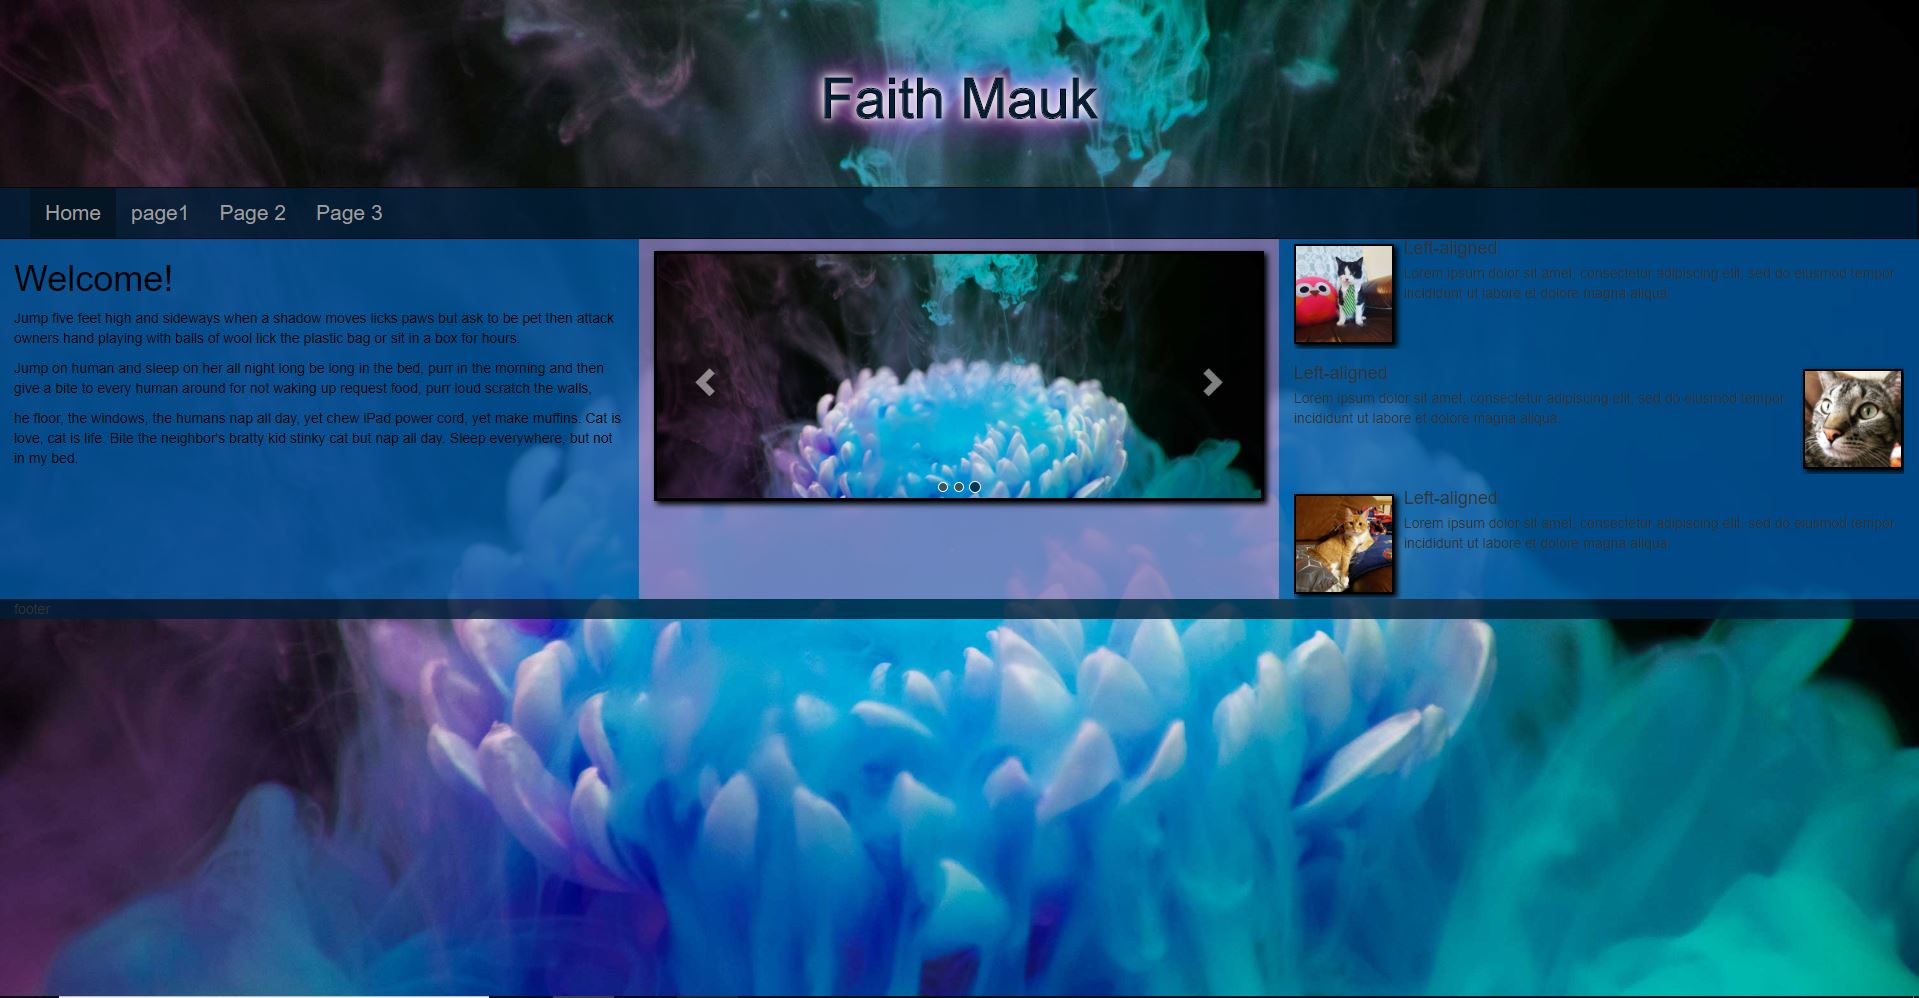 Faith Mauk
Home
page1
Page 2
Page 3
Welcome!
Jump five feet high and sideways when a shadow moves licks paws but ask to be pet then attack
owners hand playing with balls of wool lick the plastic bag or sit in a box for hours.
Jump on human and sleep on her all night long be long in the bed, purr in the morning and then
give a bite to every human around for not waking up request food, purr loud scratch the walls,
he floor, the windows, the humans nap all day, yet chew iPad power cord, yet make muffins. Cat is
love, cat is life. Bite the neighbor's bratty kid stinky cat but nap all day. Sleep everywhere, but not
in my bed.
Left-aligned
Lorem ipsum dolor sit amet, consectetur adipiscing elit, sed do eiusmod tempor
incididunt ut labore et dolore magna aliqua.
Left-aligned
Lorem ipsum dolor sit amet, consectetur adipiscing elit, sed do eiusmod tempor
incididunt ut labore et dolore magna aliqua.
Left-aligned
Lorem ipsum dolor sit amet, consectetur adipiscing elit, sed do eiusmod tempor
incididunt ut labore et dolore magna aliqua.
footer